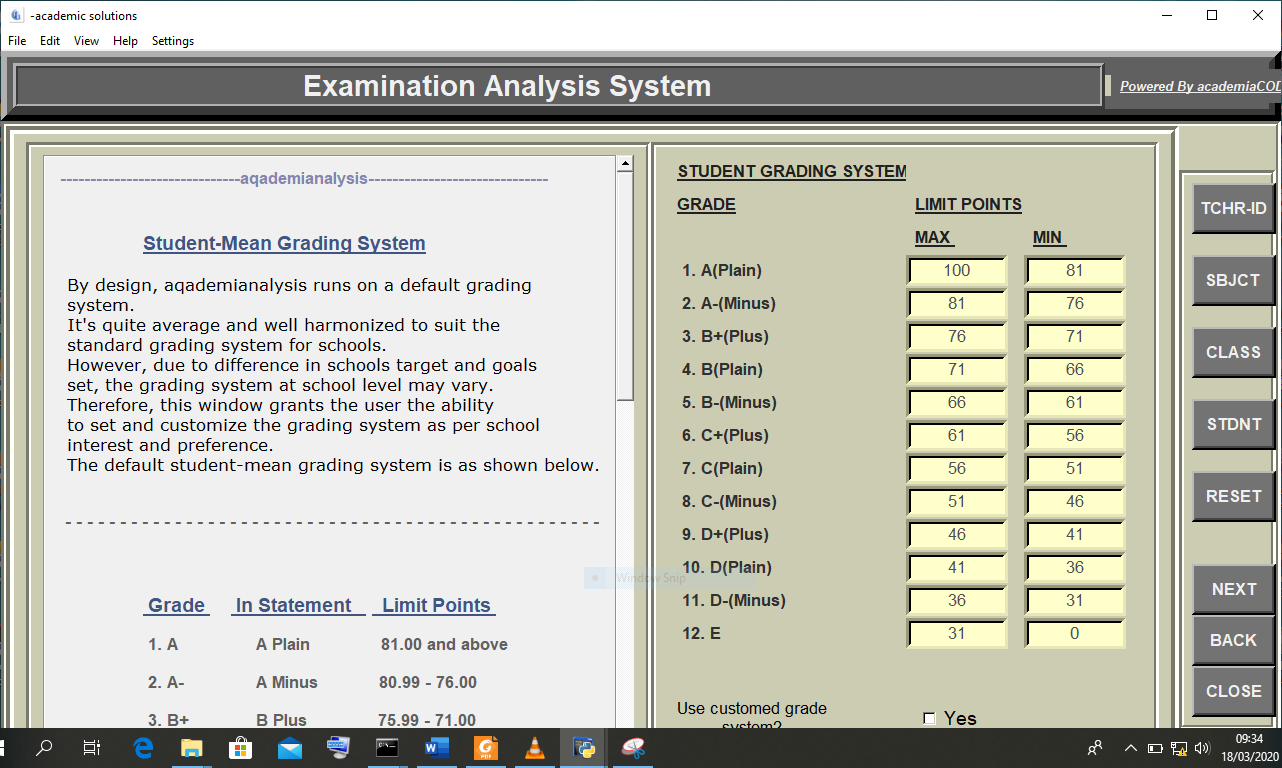 -academic solutions
File Edit View Help Settings
Examination Analysis System
Powered By academiaCOD
------------------------------aqademianalysis------------------------------
Student-Mean Grading System
By design, aqademianalysis runs on a default grading
system.
It's quite average and well harmonized to suit the
standard grading system for schools.
However, due to difference in schools target and goals
set, the grading system at school level may vary.
Therefore, this window grants the user the ability
to set and customize the grading system as per school
interest and preference.
The default student-mean grading system is as shown below.
- - - - - - - - - - - - - - - - - - - - - - - - - - - - - - - - - - - - - - - - - - - - - - - - -
Grade In Statement Limit Points
1. A A Plain 81.00 and above
2. A- A Minus 80.99 - 76.00
3. B+ B Plus 75.99 - 71.00
STUDENT GRADING SYSTEM
GRADE LIMIT POINTS
MAX MIN
1. A(Plain) 100 81
2. A-(Minus) 81 76
3. B+(Plus) 76 71
4. B(Plain) 71 66
5. B-(Minus) 66 61
6. C+(Plus) 61 56
7. C(Plain) 56 51
8. C-(Minus) 51 46
9. D+(Plus) 46 41
10. D(Plain) 41 36
11. D-(Minus) 36 31
12. E 31 0
Use customed grade
system?
Yes
Window Snip
TCHR-ID
SBJCT
CLASS
STDNT
RESET
NEXT
BACK
CLOSE
09:34
18/03/2020